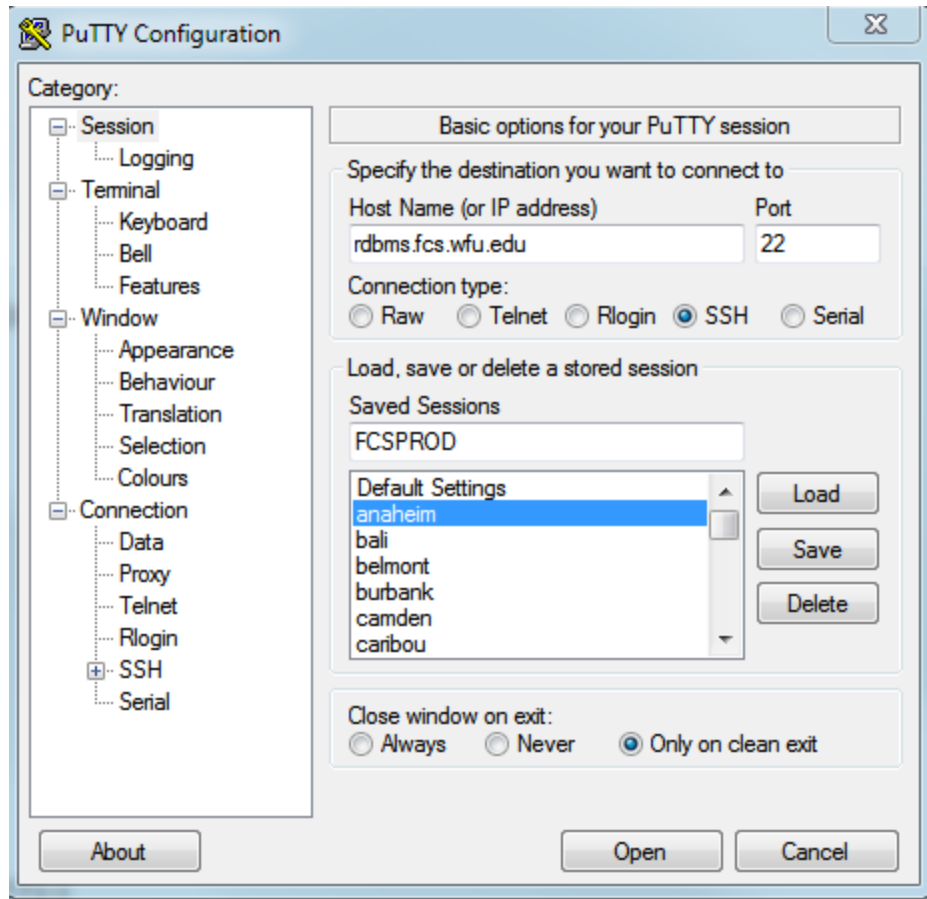 PuTTY Configuration
Category:
Session
Logging
Terminal
Keyboard
Bell
Features
Window
Appearance
Behaviour
Translation
Selection
Colours
Connection
Data
Proxy
Telnet
Rlogin
SSH
Serial
Basic options for your PuTTY session
Specify the destination you want to connect to
Host Name (or IP address) Port
rdbms.fcs.wfu.edu 22
Connection type:
Raw Telnet Rlogin SSH Serial
Load, save or delete a stored session
Saved Sessions
FCSPROD
Default Settings
anaheim
bali
belmont
burbank
camden
caribou
Load
Save
Delete
Close window on exit:
Always Never Only on clean exit
About Open Cancel